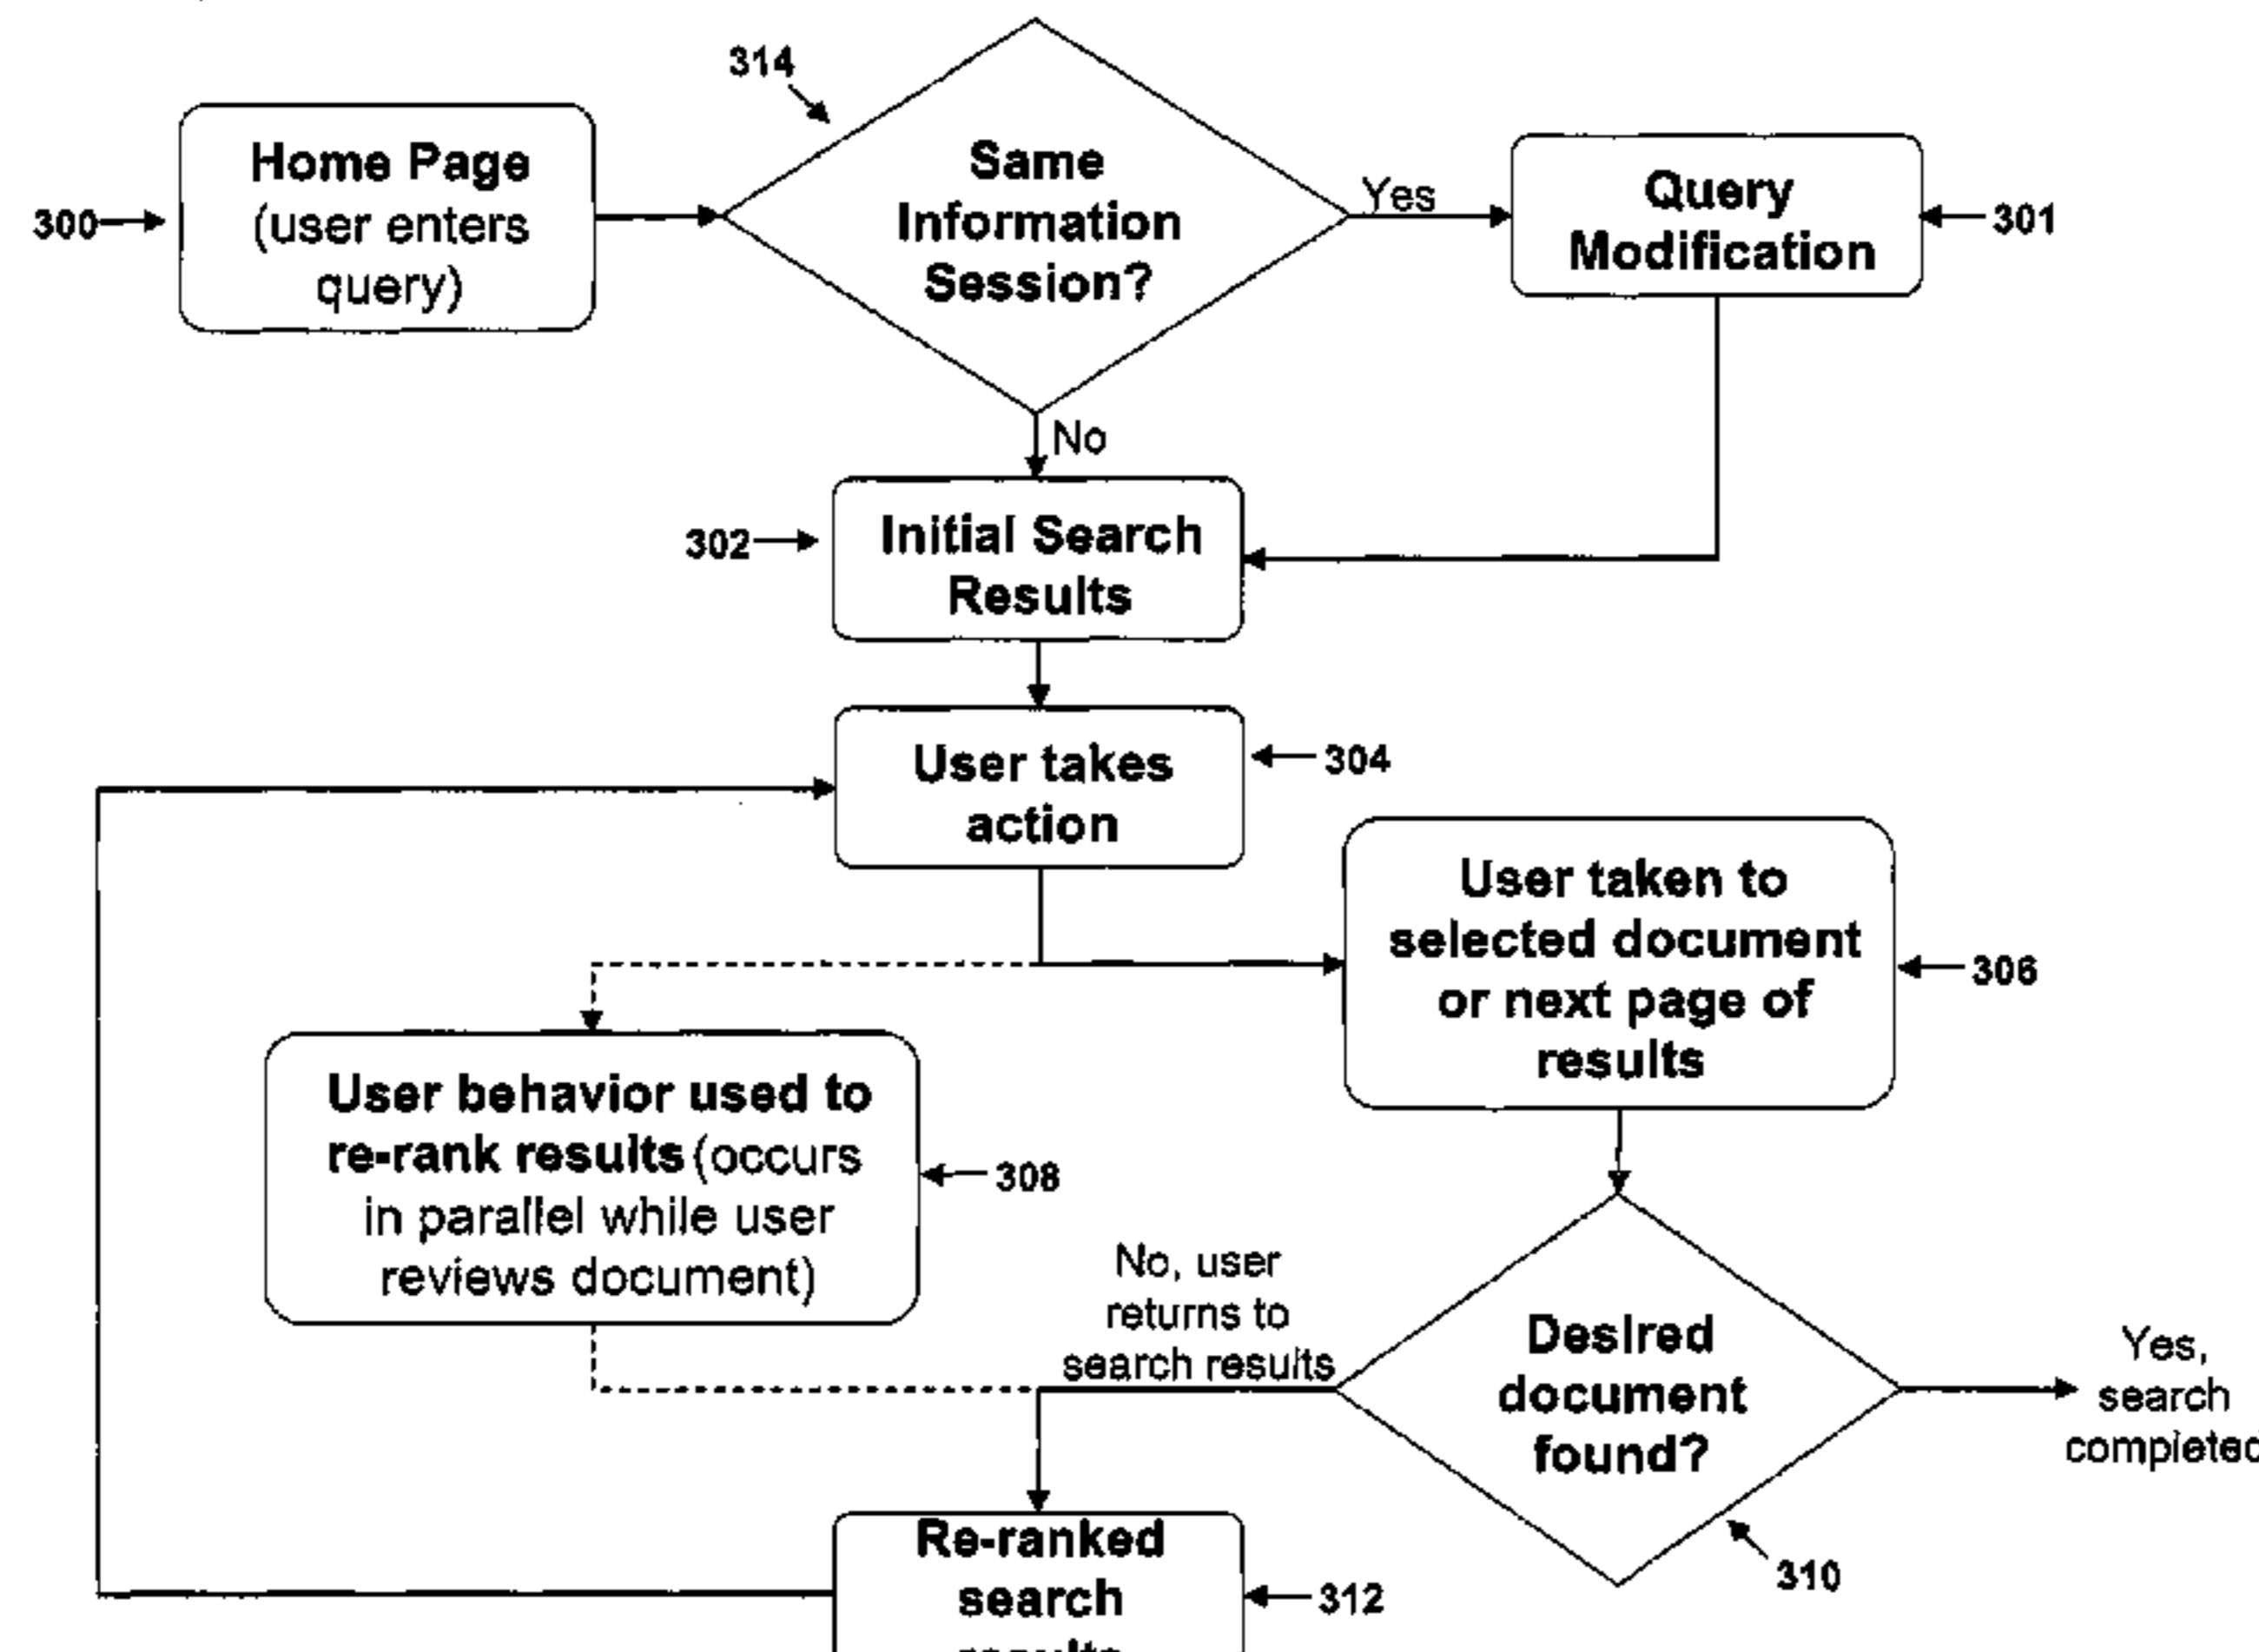 314
Home Page
(user enters
query)
300
Same
Information
Session?
Yes
Query
Modification
301
No
302
Initial Search
Results
User takes
action
304
User taken to
selected document
or next page of
results
306
User behavior used to
re-rank results (occurs
in parallel while user
reviews document)
308
No, user
returns to
search results
Desired
document
found?
Yes,
search
completed
310
Re-ranked
search
results
312